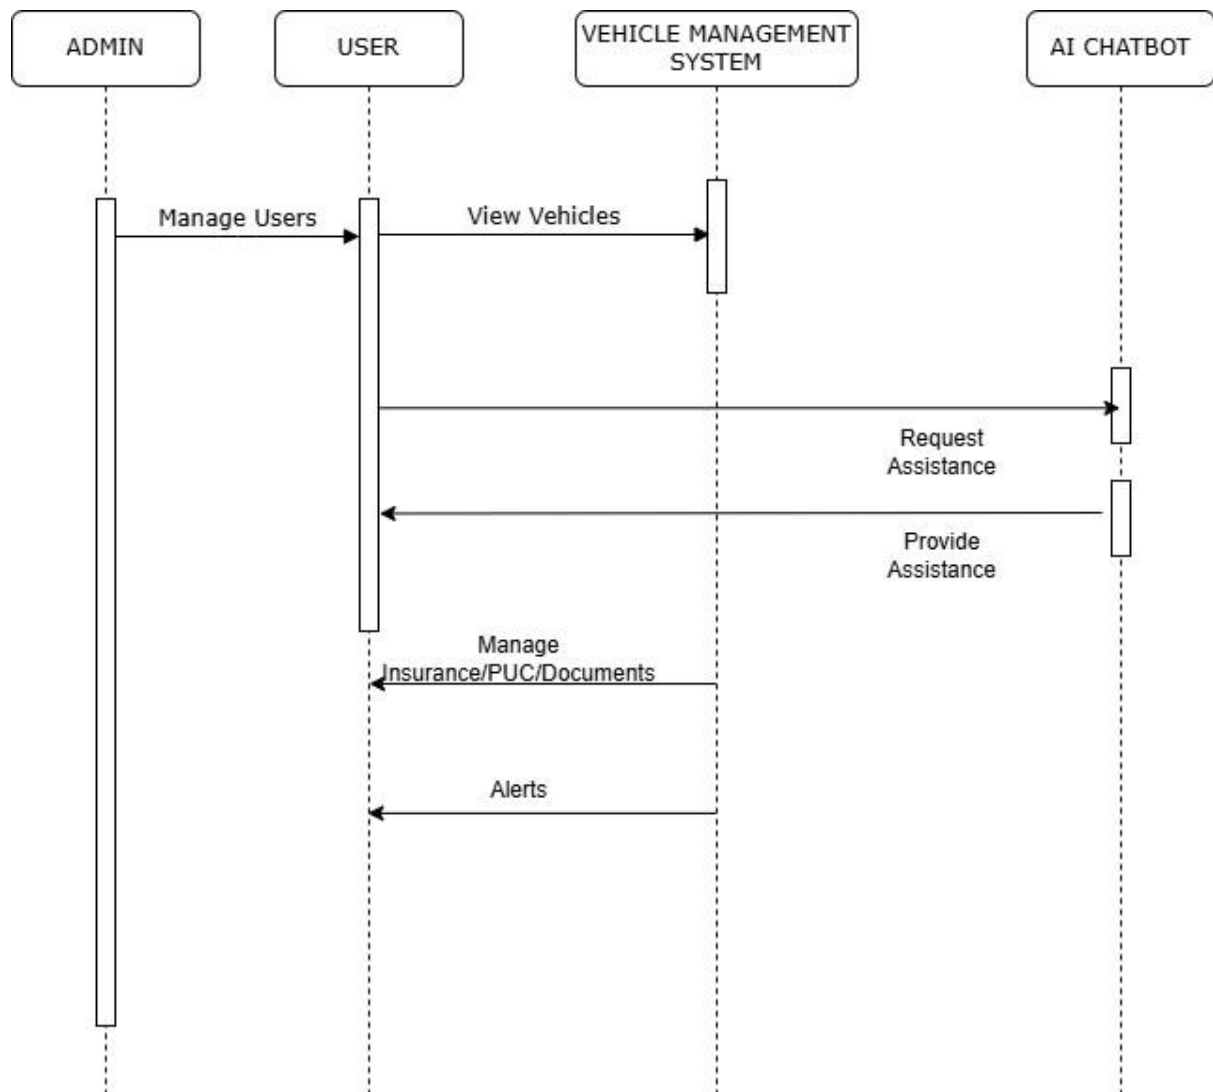 ADMIN
USER
VEHICLE MANAGEMENT
SYSTEM
AI CHATBOT
Manage Users
View Vehicles
Request
Assistance
Provide
Assistance
Manage
Insurance/PUC/Documents
Alerts